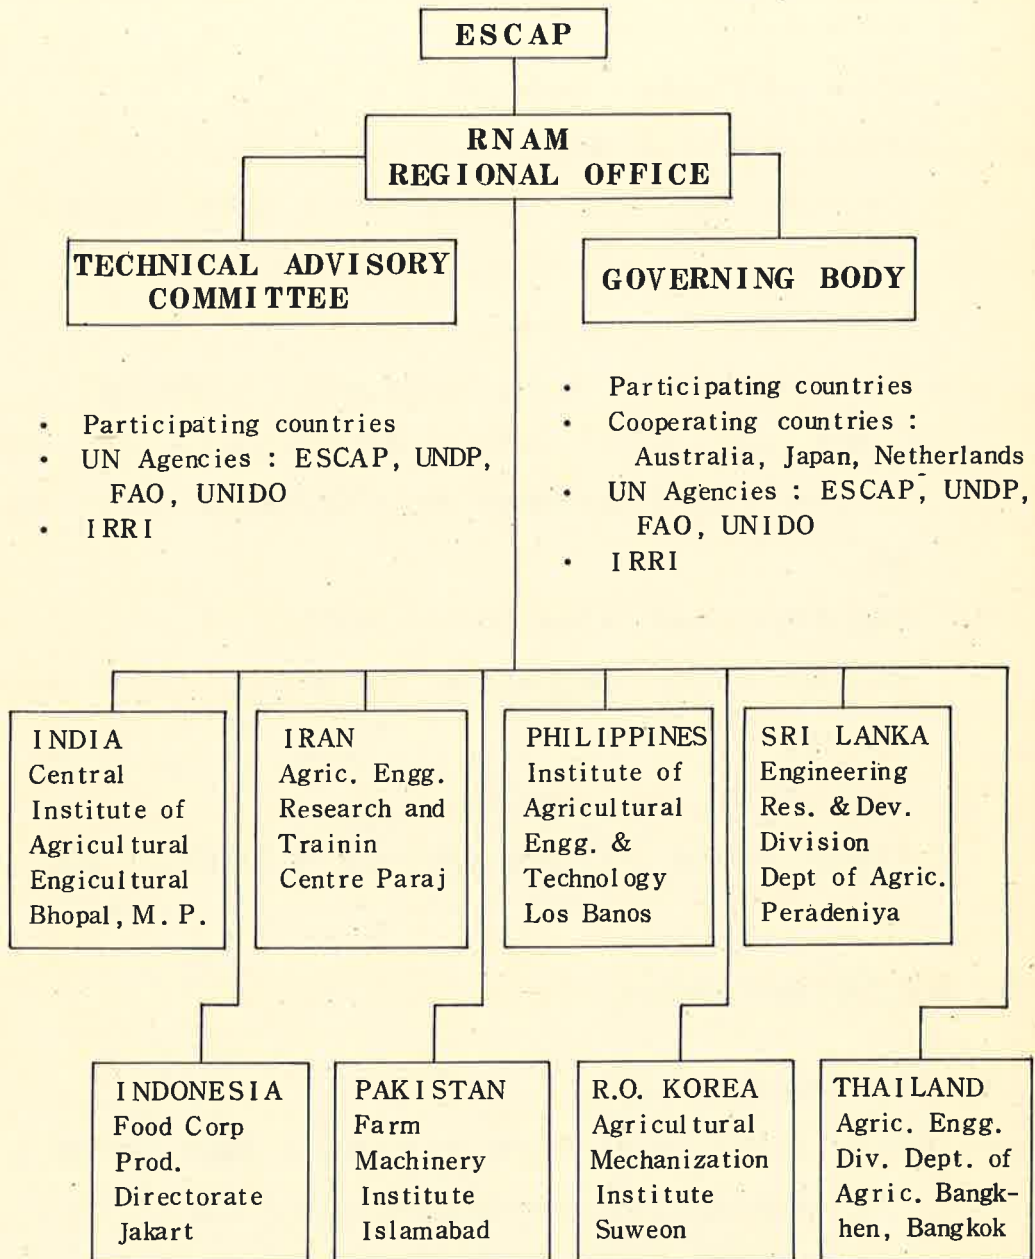 ESCAP
RNAM
REGIONAL OFFICE
TECHNICAL ADVISORY
COMMITTEE
GOVERNING BODY
• Participating countries
• UN Agencies : ESCAP, UNDP,
FAO, UNIDO
• IRRI
• Participating countries
• Cooperating countries :
Australia, Japan, Netherlands
• UN Agencies : ESCAP, UNDP,
FAO, UNIDO
• IRRI
INDIA
Central
Institute of
Agricultural
Engicultural
Bhopal, M. P.
IRAN
Agric. Engg.
Research and
Trainin
Centre Paraj
PHILIPPINES
Institute of
Agricultural
Engg. &
Technology
Los Banos
SRI LANKA
Engineering
Res. & Dev.
Division
Dept of Agric.
Peradeniya
INDONESIA
Food Corp
Prod.
Directorate
Jakart
PAKISTAN
Farm
Machinery
Institute
Islamabad
R.O. KOREA
Agricultural
Mechanization
Institute
Suweon
THAILAND
Agric. Engg.
Div. Dept. of
Agric. Bangk-
hen, Bangkok